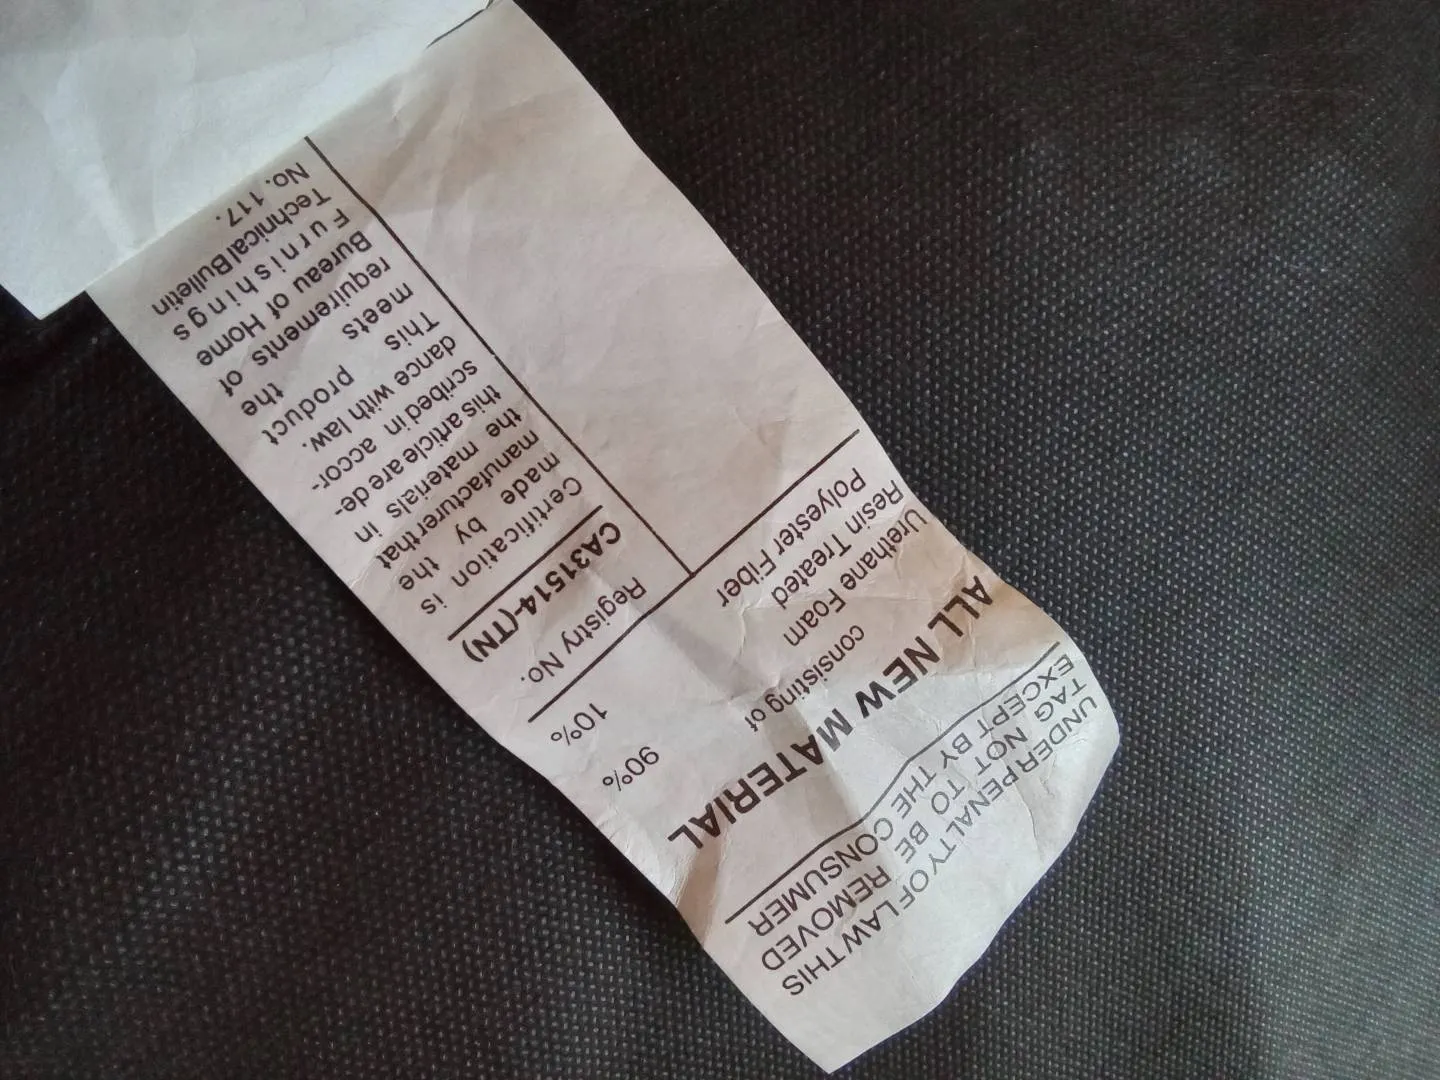 UNDER PENALTY OF LAW THIS
TAG NOT TO BE REMOVED
EXCEPT BY THE CONSUMER
ALL NEW MATERIAL
consisting of
Urethane Foam 90%
Resin Treated
Polyester Fiber 10%
Registry No.
CA31514-(TN)
Certification is
made by the
manufacturer that
the materials in
this article are de-
scribed in accor-
dance with law.
This product
meets the
requirements of
Bureau of Home
Furnishings
Technical Bulletin
No. 117.